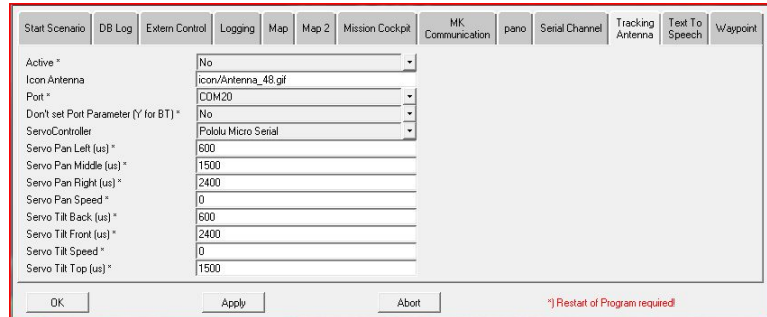 Start Scenario DB Log Extern Control Logging Map Map 2 Mission Cockpit MK Communication pano Serial Channel Tracking Antenna Text To Speech Waypoint
Active * No
Icon Antenna icon/Antenna_48.gif
Port * COM20
Don't set Port Parameter (Y for BT) * No
ServoController Pololu Micro Serial
Servo Pan Left (us) * 600
Servo Pan Middle (us) * 1500
Servo Pan Right (us) * 2400
Servo Pan Speed * 0
Servo Tilt Back (us) * 600
Servo Tilt Front (us) * 2400
Servo Tilt Speed * 0
Servo Tilt Top (us) * 1500
OK Apply Abort *) Restart of Program required!